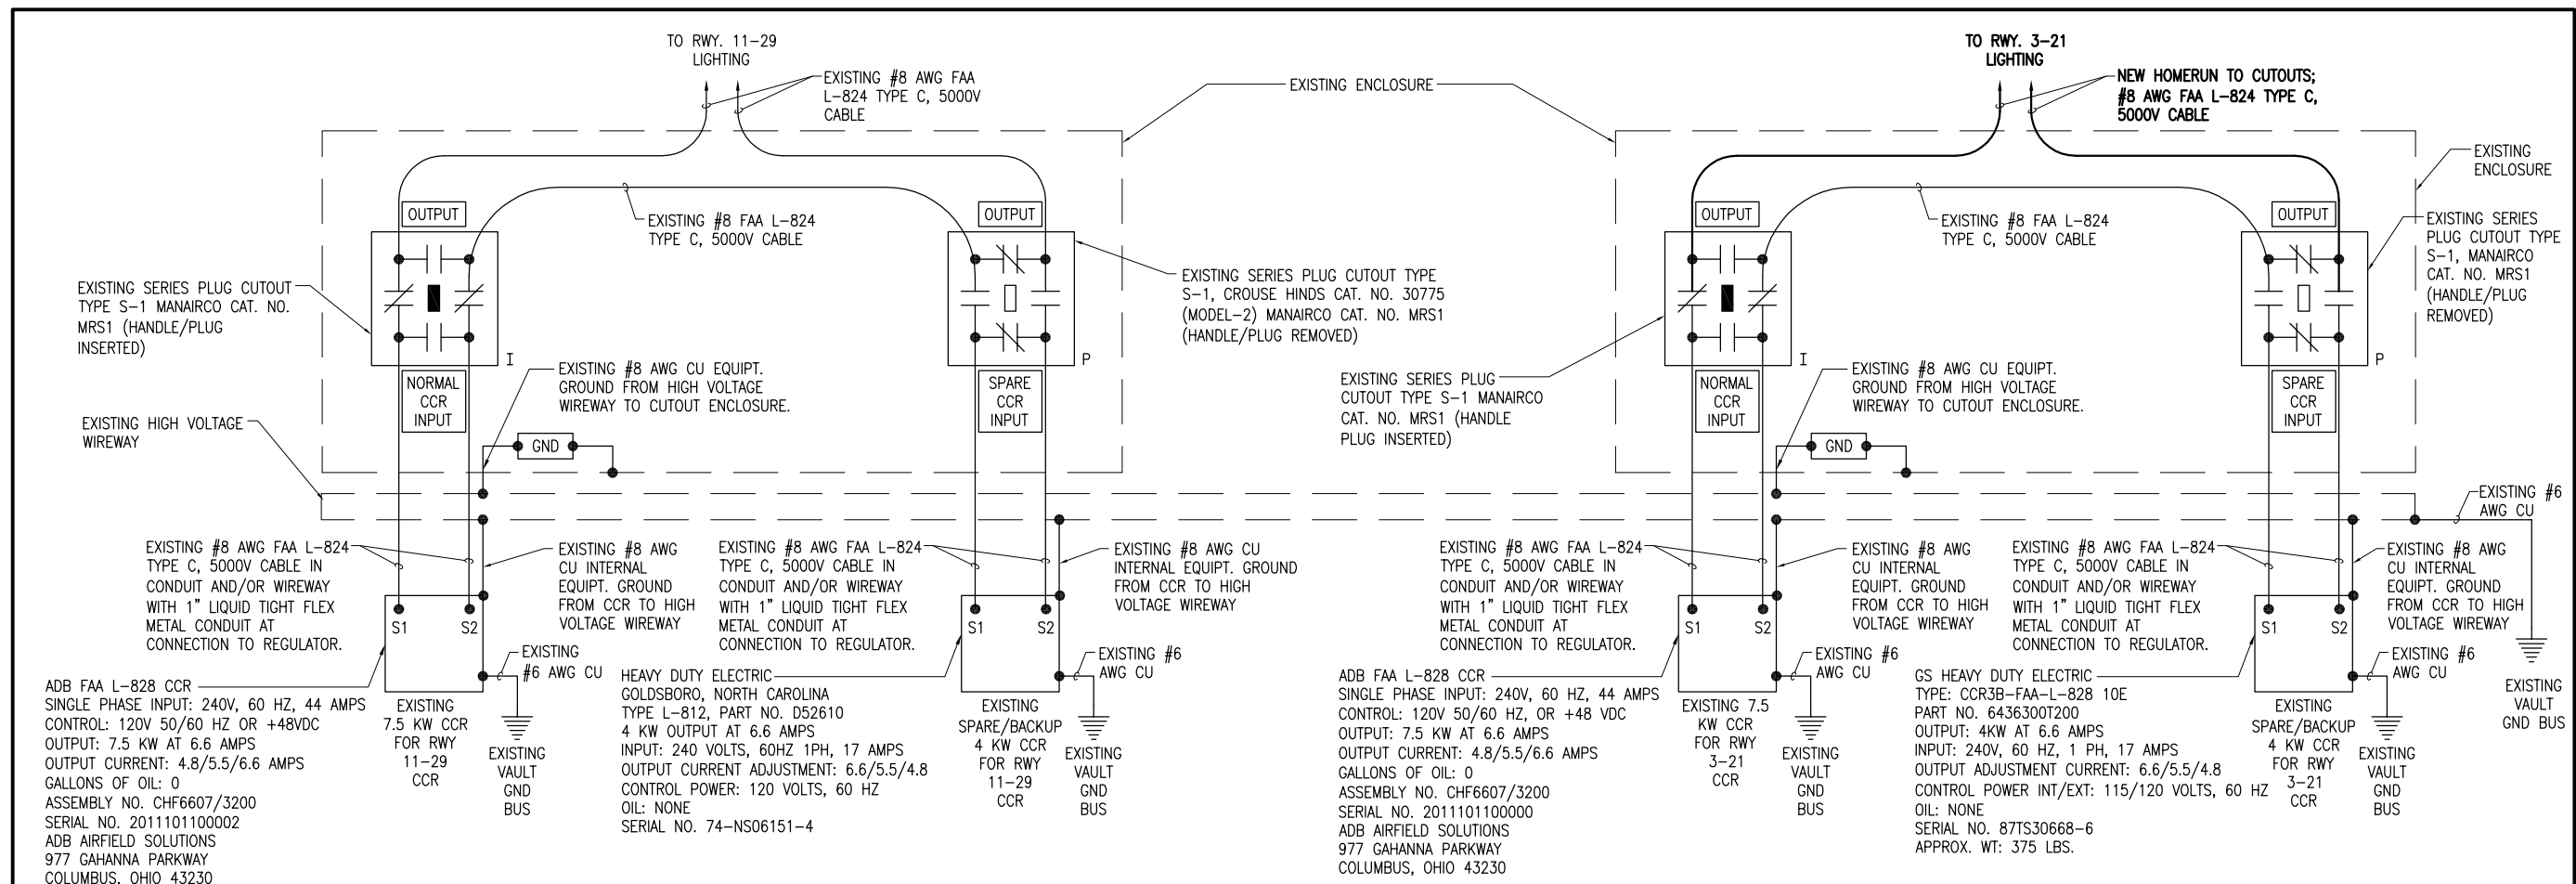 TO RWY. 11-29
LIGHTING
EXISTING #8 AWG FAA
L-824 TYPE C, 5000V
CABLE
EXISTING ENCLOSURE
TO RWY. 3-21
LIGHTING
NEW HOMERUN TO CUTOUTS;
#8 AWG FAA L-824 TYPE C,
5000V CABLE
EXISTING
ENCLOSURE
OUTPUT
EXISTING #8 FAA L-824
TYPE C, 5000V CABLE
OUTPUT
OUTPUT
EXISTING #8 FAA L-824
TYPE C, 5000V CABLE
OUTPUT
EXISTING SERIES
PLUG CUTOUT TYPE
S-1, MANAIRCO
CAT. NO. MRS1
(HANDLE/PLUG
REMOVED)
EXISTING SERIES PLUG CUTOUT
TYPE S-1 MANAIRCO CAT. NO.
MRS1 (HANDLE/PLUG
INSERTED)
I
EXISTING SERIES PLUG CUTOUT TYPE
S-1, CROUSE HINDS CAT. NO. 30775
(MODEL-2) MANAIRCO CAT. NO. MRS1
(HANDLE/PLUG REMOVED)
P
EXISTING SERIES PLUG
CUTOUT TYPE S-1 MANAIRCO
CAT. NO. MRS1 (HANDLE
PLUG INSERTED)
I
P
NORMAL
CCR
INPUT
EXISTING #8 AWG CU EQUIPT.
GROUND FROM HIGH VOLTAGE
WIREWAY TO CUTOUT ENCLOSURE.
SPARE
CCR
INPUT
NORMAL
CCR
INPUT
EXISTING #8 AWG CU EQUIPT.
GROUND FROM HIGH VOLTAGE
WIREWAY TO CUTOUT ENCLOSURE.
SPARE
CCR
INPUT
EXISTING HIGH VOLTAGE
WIREWAY
GND
GND
EXISTING #6
AWG CU
EXISTING #8 AWG FAA L-824
TYPE C, 5000V CABLE IN
CONDUIT AND/OR WIREWAY
WITH 1" LIQUID TIGHT FLEX
METAL CONDUIT AT
CONNECTION TO REGULATOR.
EXISTING #8 AWG
CU INTERNAL
EQUIPT. GROUND
FROM CCR TO HIGH
VOLTAGE WIREWAY
EXISTING #8 AWG FAA L-824
TYPE C, 5000V CABLE IN
CONDUIT AND/OR WIREWAY
WITH 1" LIQUID TIGHT FLEX
METAL CONDUIT AT
CONNECTION TO REGULATOR.
EXISTING #8 AWG CU
INTERNAL EQUIPT. GROUND
FROM CCR TO HIGH
VOLTAGE WIREWAY
EXISTING #8 AWG FAA L-824
TYPE C, 5000V CABLE IN
CONDUIT AND/OR WIREWAY
WITH 1" LIQUID TIGHT FLEX
METAL CONDUIT AT
CONNECTION TO REGULATOR.
EXISTING #8 AWG
CU INTERNAL
EQUIPT. GROUND
FROM CCR TO HIGH
VOLTAGE WIREWAY
EXISTING #8 AWG FAA L-824
TYPE C, 5000V CABLE IN
CONDUIT AND/OR WIREWAY
WITH 1" LIQUID TIGHT FLEX
METAL CONDUIT AT
CONNECTION TO REGULATOR.
EXISTING #8 AWG
CU INTERNAL
EQUIPT. GROUND
FROM CCR TO HIGH
VOLTAGE WIREWAY
S1 S2
S1 S2
S1 S2
S1 S2
EXISTING
#6 AWG CU
EXISTING #6
AWG CU
EXISTING #6
AWG CU
EXISTING #6
AWG CU
EXISTING
VAULT
GND BUS
ADB FAA L-828 CCR
SINGLE PHASE INPUT: 240V, 60 HZ, 44 AMPS
CONTROL: 120V 50/60 HZ OR +48VDC
OUTPUT: 7.5 KW AT 6.6 AMPS
OUTPUT CURRENT: 4.8/5.5/6.6 AMPS
GALLONS OF OIL: 0
ASSEMBLY NO. CHF6607/3200
SERIAL NO. 2011101100002
ADB AIRFIELD SOLUTIONS
977 GAHANNA PARKWAY
COLUMBUS, OHIO 43230
EXISTING
7.5 KW CCR
FOR RWY
11-29
CCR
EXISTING
VAULT
GND
BUS
HEAVY DUTY ELECTRIC
GOLDSBORO, NORTH CAROLINA
TYPE L-812, PART NO. D52610
4 KW OUTPUT AT 6.6 AMPS
INPUT: 240 VOLTS, 60HZ 1PH, 17 AMPS
OUTPUT CURRENT ADJUSTMENT: 6.6/5.5/4.8
CONTROL POWER: 120 VOLTS, 60 HZ
OIL: NONE
SERIAL NO. 74-NS06151-4
EXISTING
SPARE/BACKUP
4 KW CCR
FOR RWY
11-29
CCR
EXISTING
VAULT
GND
BUS
ADB FAA L-828 CCR
SINGLE PHASE INPUT: 240V, 60 HZ, 44 AMPS
CONTROL: 120V 50/60 HZ, OR +48 VDC
OUTPUT: 7.5 KW AT 6.6 AMPS
OUTPUT CURRENT: 4.8/5.5/6.6 AMPS
GALLONS OF OIL: 0
ASSEMBLY NO. CHF6607/3200
SERIAL NO. 2011101100000
ADB AIRFIELD SOLUTIONS
977 GAHANNA PARKWAY
COLUMBUS, OHIO 43230
EXISTING 7.5
KW CCR
FOR RWY
3-21
CCR
EXISTING
VAULT
GND
BUS
GS HEAVY DUTY ELECTRIC
TYPE: CCR3B-FAA-L-828 10E
PART NO. 6436300T200
OUTPUT: 4KW AT 6.6 AMPS
INPUT: 240V, 60 HZ, 1 PH, 17 AMPS
OUTPUT ADJUSTMENT CURRENT: 6.6/5.5/4.8
CONTROL POWER INT/EXT: 115/120 VOLTS, 60 HZ
OIL: NONE
SERIAL NO. 87TS30668-6
APPROX. WT: 375 LBS.
EXISTING
SPARE/BACKUP
4 KW CCR
FOR RWY
3-21
CCR
EXISTING
VAULT
GND
BUS